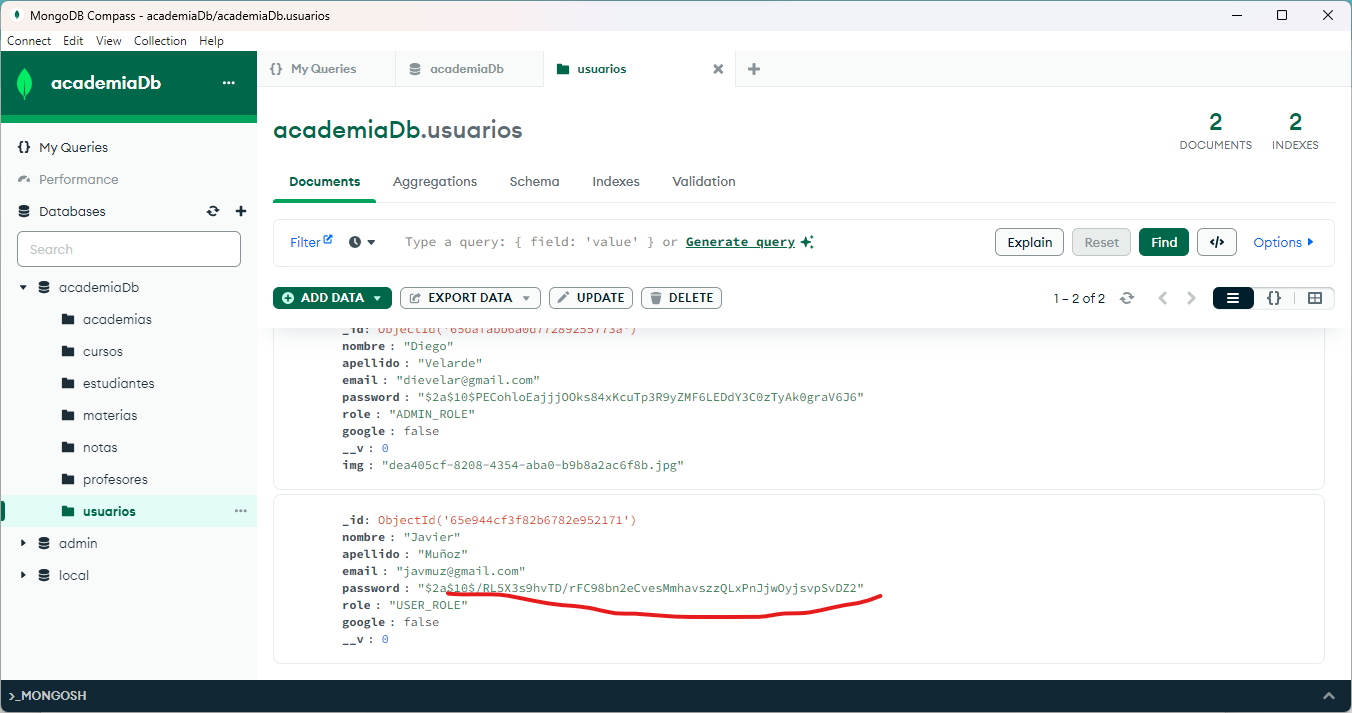 MongoDB Compass - academiaDb/academiaDb.usuarios
Connect Edit View Collection Help
academiaDb
My Queries
Performance
Databases
Search
academiaDb
academias
cursos
estudiantes
materias
notas
profesores
usuarios
admin
local
{} My Queries
academiaDb
usuarios
academiaDb.usuarios
2
DOCUMENTS
2
INDEXES
Documents Aggregations Schema Indexes Validation
Filter
Type a query: { field: 'value' } or Generate query
Explain Reset Find </> Options
ADD DATA EXPORT DATA UPDATE DELETE
1 – 2 of 2
_id: ObjectId('65dafabb6a0d77289255773a')
nombre : "Diego"
apellido : "Velarde"
email : "dievelar@gmail.com"
password : "$2a$10$PECohloEajjjOOks84xKcuTp3R9yZMF6LEDdY3C0zTyAk0graV6J6"
role : "ADMIN_ROLE"
google : false
__v : 0
img : "dea405cf-8208-4354-aba0-b9b8a2ac6f8b.jpg"
_id: ObjectId('65e944cf3f82b6782e952171')
nombre : "Javier"
apellido : "Muñoz"
email : "javmuz@gmail.com"
password : "$2a$10$/RL5X3s9hvTD/rFC98bn2eCvesMmhavszzQLxPnJjwOyjsvpSvDZ2"
role : "USER_ROLE"
google : false
__v : 0
>_MONGOSH